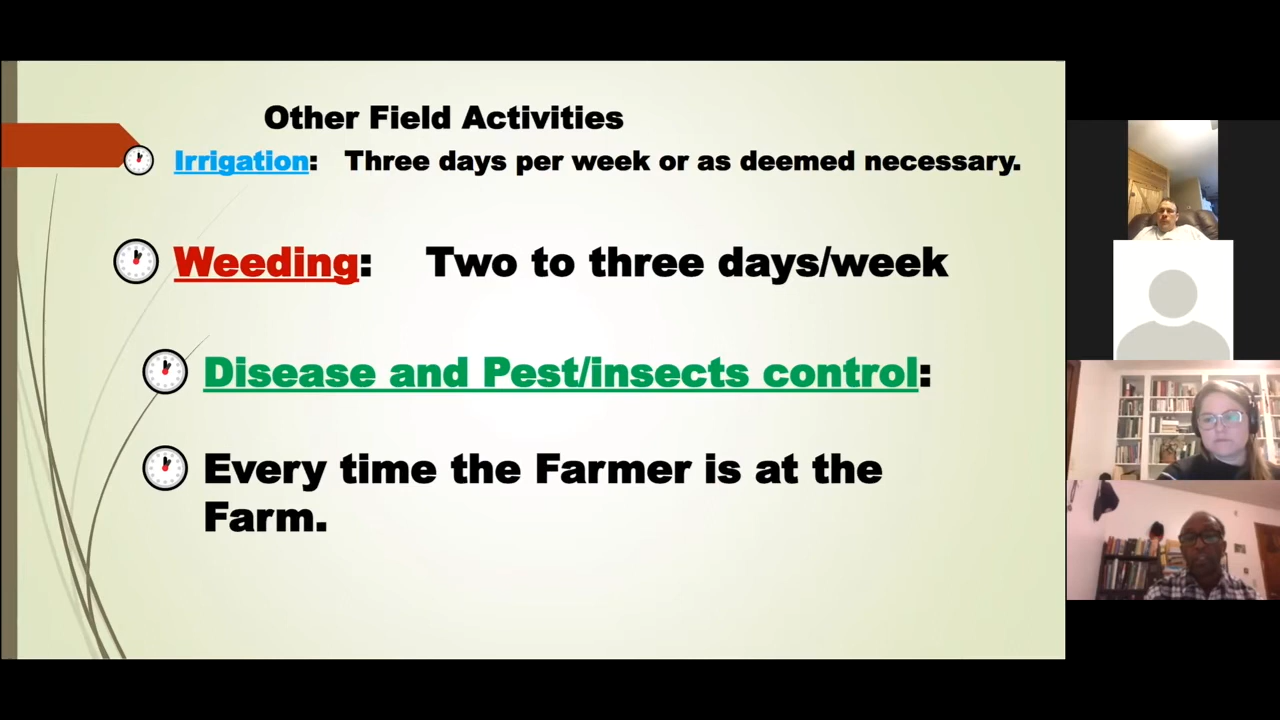 Other Field Activities
Irrigation: Three days per week or as deemed necessary.
Weeding: Two to three days/week
Disease and Pest/insects control:
Every time the Farmer is at the
Farm.